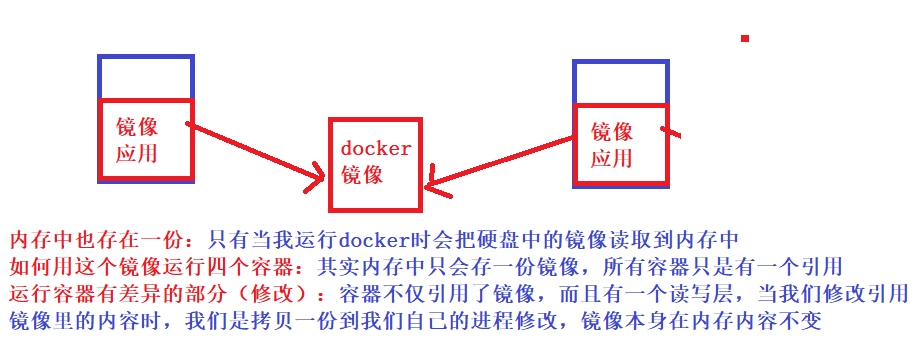 镜像
应用
docker
镜像
镜像
应用
内存中也存在一份：只有当我运行docker时会把硬盘中的镜像读取到内存中
如何用这个镜像运行四个容器：其实内存中只会存一份镜像，所有容器只是有一个引用
运行容器有差异的部分（修改）：容器不仅引用了镜像，而且有一个读写层，当我们修改引用
镜像里的内容时，我们是拷贝一份到我们自己的进程修改，镜像本身在内存内容不变